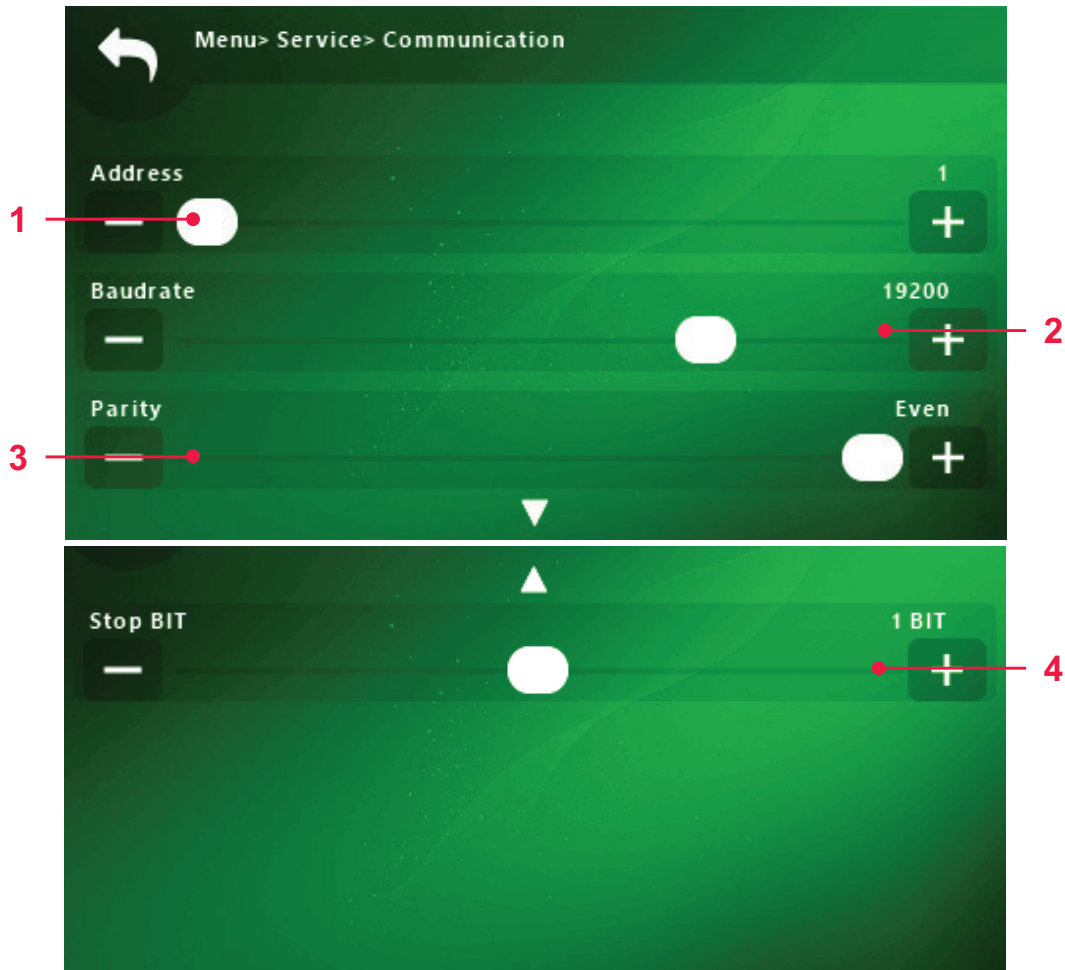 Menu> Service> Communication
Address 1
1
Baudrate 19200
2
Parity Even
3
Stop BIT 1 BIT
4